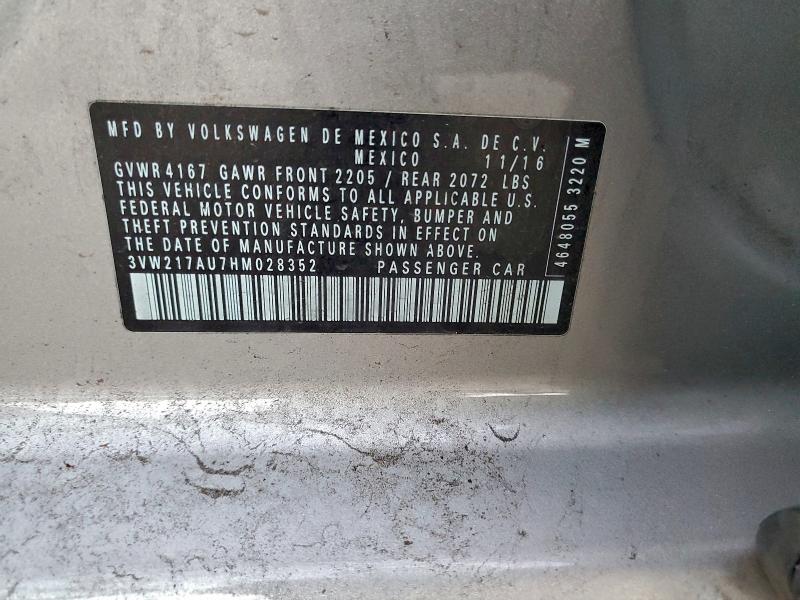 MFD BY VOLKSWAGEN DE MEXICO S.A. DE C.V.
MEXICO 11/16
GVWR 4167 GAWR FRONT 2205 / REAR 2072 LBS
THIS VEHICLE CONFORMS TO ALL APPLICABLE U.S.
FEDERAL MOTOR VEHICLE SAFETY, BUMPER AND
THEFT PREVENTION STANDARDS IN EFFECT ON
THE DATE OF MANUFACTURE SHOWN ABOVE.
3VW217AU7HM028352 PASSENGER CAR
4648055 3220 M